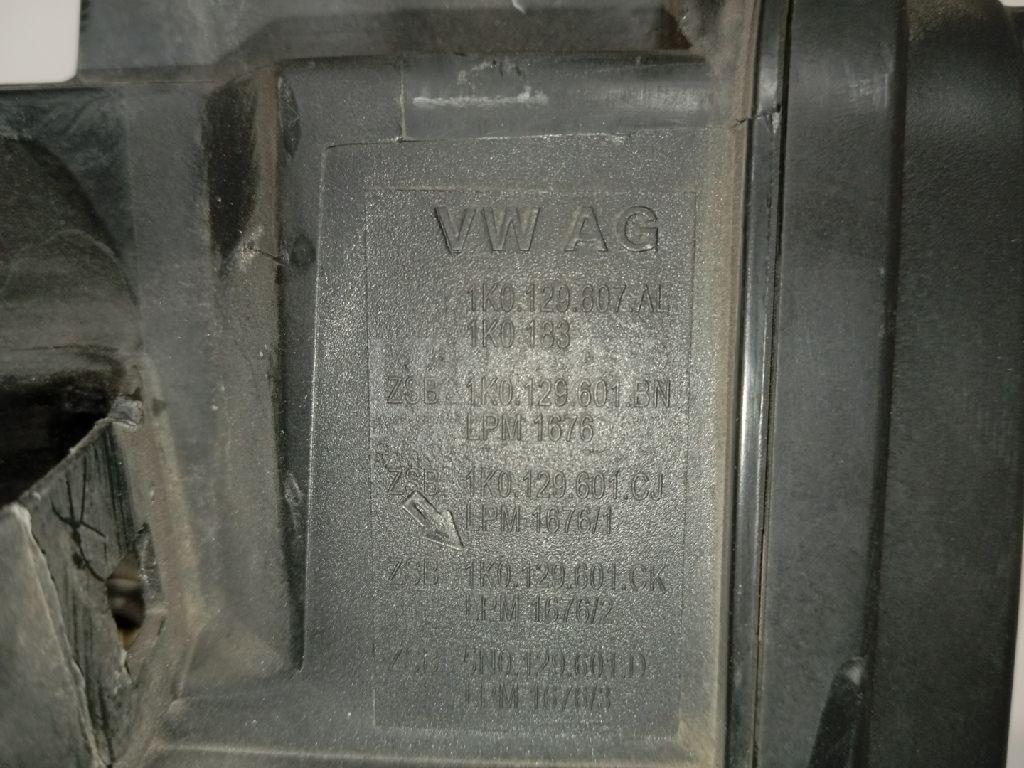 VW AG
1K0.129.607.AL
1K0 183
ZSB 1K0.129.601.BN
LPM 1676
ZSB 1K0.129.601.CJ
LPM 1676/1
ZSB 1K0.129.601.CK
LPM 1676/2
ZSB 5N0.129.601.D
LPM 1676/3